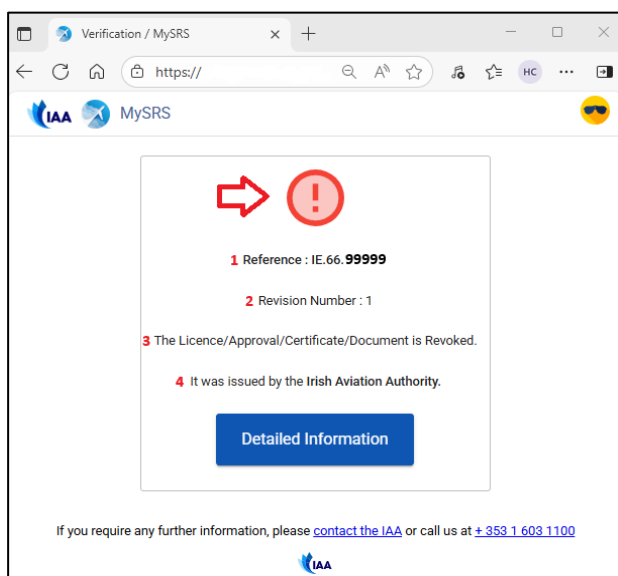 Verification / MySRS
https://
HC
IAA MySRS
1 Reference : IE.66.99999
2 Revision Number : 1
3 The Licence/Approval/Certificate/Document is Revoked.
4 It was issued by the Irish Aviation Authority.
Detailed Information
If you require any further information, please contact the IAA or call us at + 353 1 603 1100
IAA